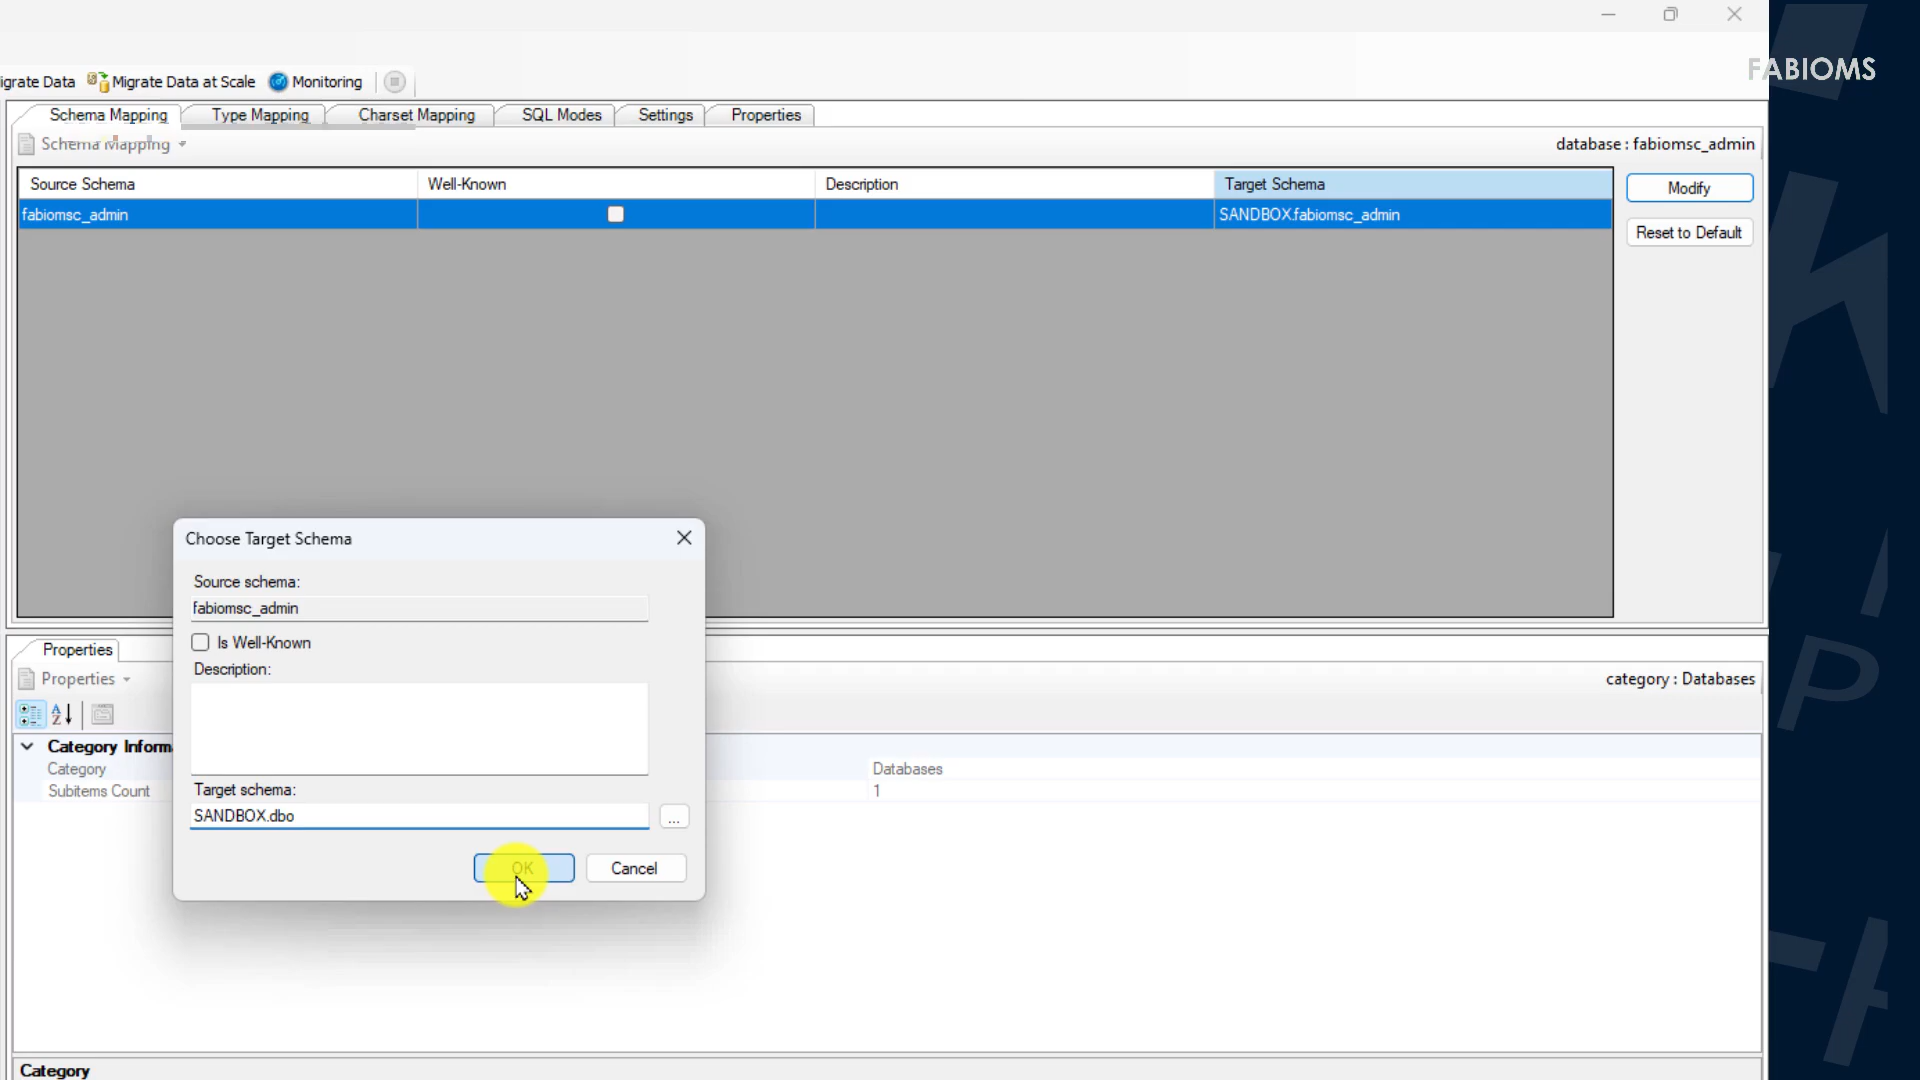 FABIOMS
igrate Data Migrate Data at Scale Monitoring
Schema Mapping Type Mapping Charset Mapping SQL Modes Settings Properties
Schema Mapping database : fabiomsc_admin
Source Schema Well-Known Description Target Schema
Modify
fabiomsc_admin SANDBOX.fabiomsc_admin
Reset to Default
Choose Target Schema
Source schema:
fabiomsc_admin
Is Well-Known
Description:
Target schema:
SANDBOX.dbo
...
OK Cancel
Properties
Properties category : Databases
Category Inform
Category Databases
Subitems Count 1
Category